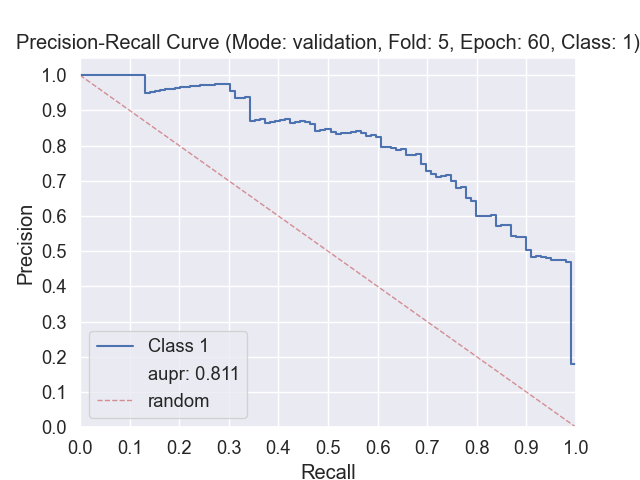 Precision-Recall Curve (Mode: validation, Fold: 5, Epoch: 60, Class: 1)
1.0
0.9
0.8
0.7
0.6
0.5
0.4
0.3
0.2
0.1
0.0
Precision
Class 1
aupr: 0.811
random
0.0 0.1 0.2 0.3 0.4 0.5 0.6 0.7 0.8 0.9 1.0
Recall